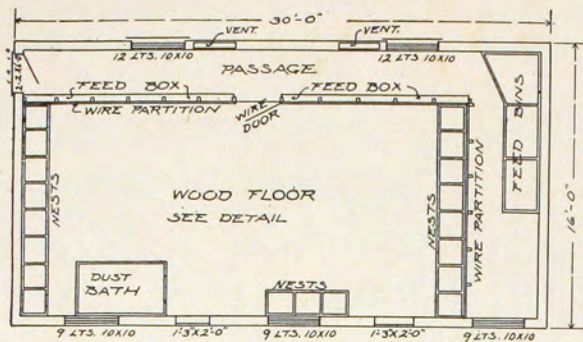 30'-0"
VENT.
VENT.
12 LTS. 10X10
12 LTS. 10X10
PASSAGE
FEED BOX
FEED BOX
WIRE PARTITION
WIRE DOOR
FEED BINS
NESTS
WOOD FLOOR
SEE DETAIL
NESTS
WIRE PARTITION
16'-0"
DUST
BATH
NESTS
9 LTS. 10X10
1'-3"X2'-0"
9 LTS. 10X10
1'-3"X2'-0"
9 LTS. 10X10